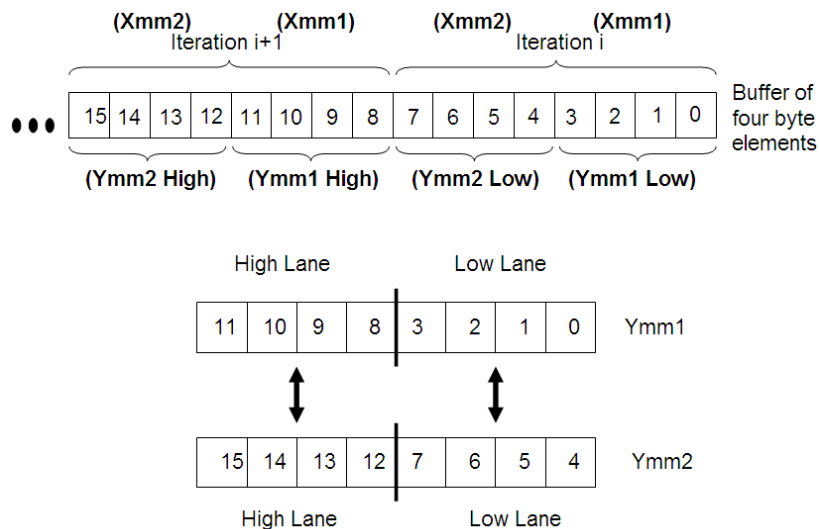 (Xmm2) (Xmm1) (Xmm2) (Xmm1)
Iteration i+1 Iteration i
15 14 13 12 11 10 9 8 7 6 5 4 3 2 1 0
Buffer of
four byte
elements
(Ymm2 High) (Ymm1 High) (Ymm2 Low) (Ymm1 Low)
High Lane Low Lane
11 10 9 8 3 2 1 0 Ymm1
15 14 13 12 7 6 5 4 Ymm2
High Lane Low Lane